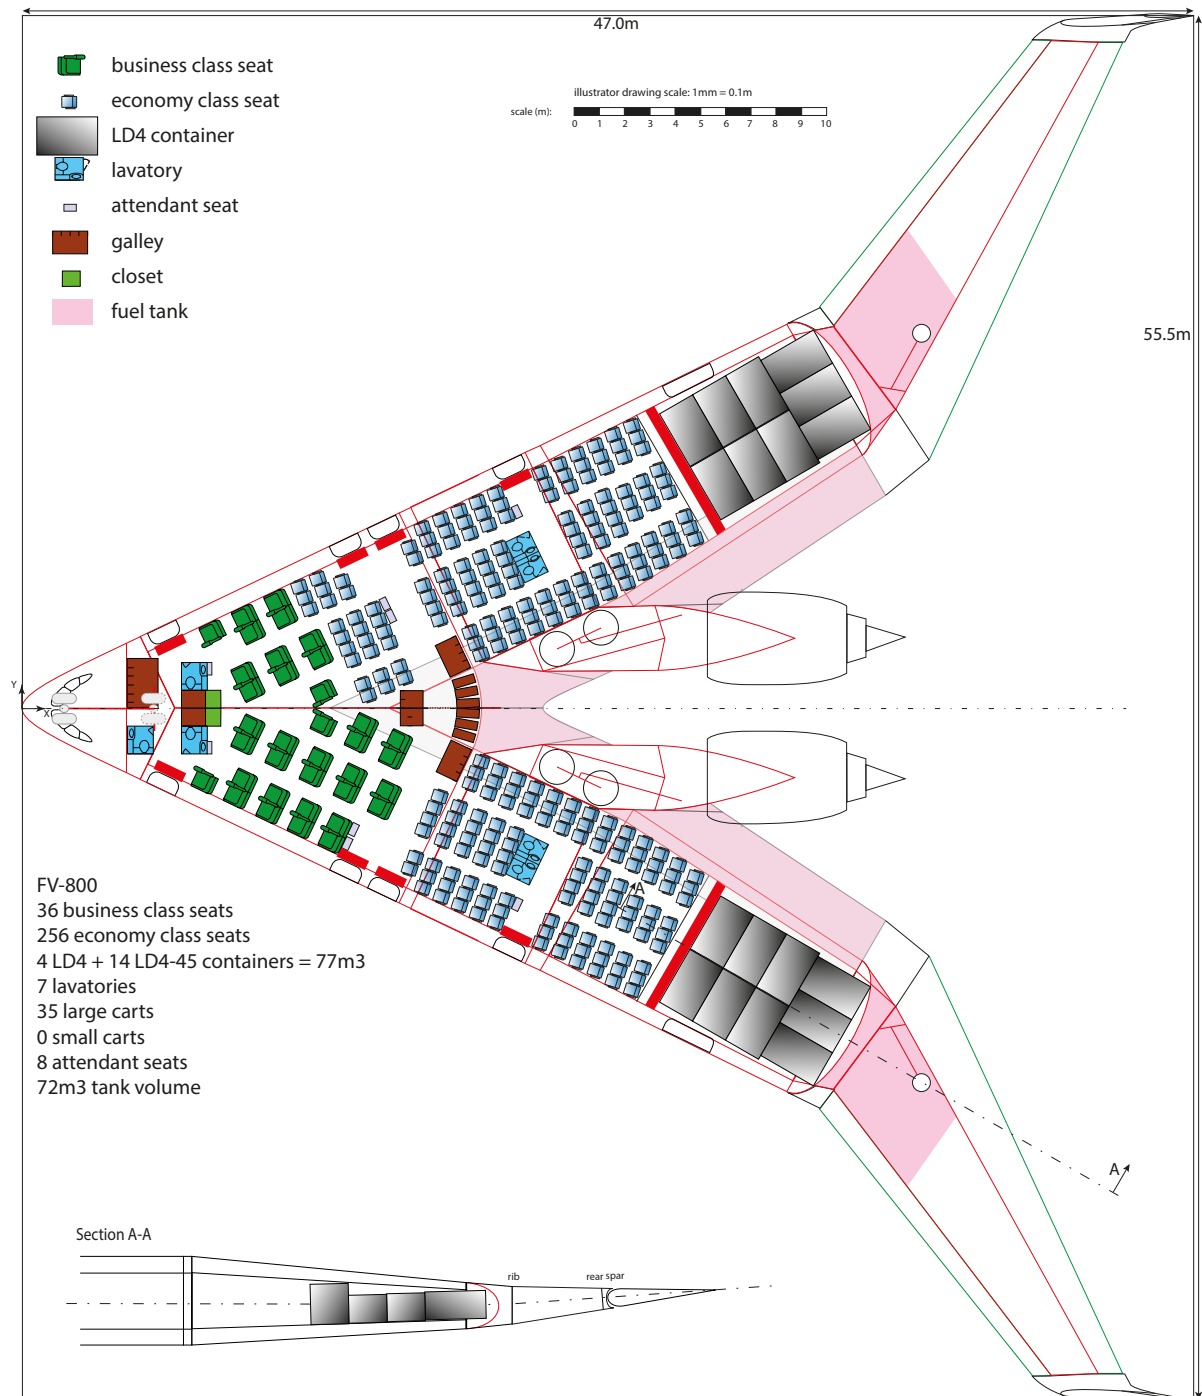 47.0m
business class seat
economy class seat
LD4 container
lavatory
attendant seat
galley
closet
fuel tank
illustrator drawing scale: 1mm = 0.1m
scale (m):
0 1 2 3 4 5 6 7 8 9 10
55.5m
Y
X
A
FV-800
36 business class seats
256 economy class seats
4 LD4 + 14 LD4-45 containers = 77m3
7 lavatories
35 large carts
0 small carts
8 attendant seats
72m3 tank volume
A
Section A-A
rib
rear spar